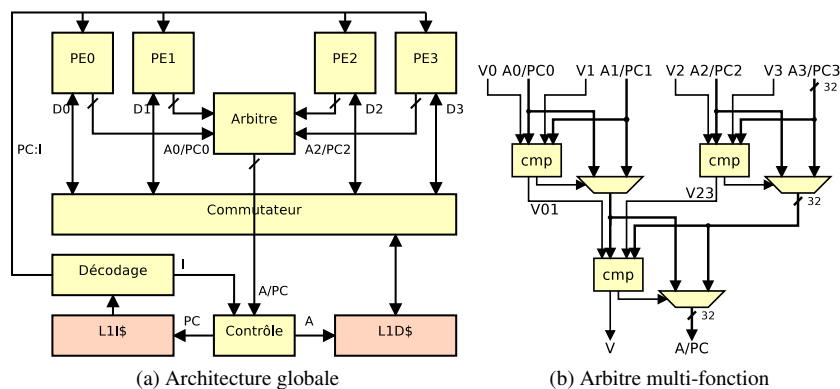 PE0
PE1
PE2
PE3
D0
D1
D2
D3
Arbitre
A0/PC0
A2/PC2
PC:I
Commutateur
Décodage
I
A/PC
L1I$
PC
Contrôle
A
L1D$
(a) Architecture globale
V0 A0/PC0 V1 A1/PC1 V2 A2/PC2 V3 A3/PC3
32
cmp
cmp
V01
V23
32
cmp
32
V
A/PC
(b) Arbitre multi-fonction